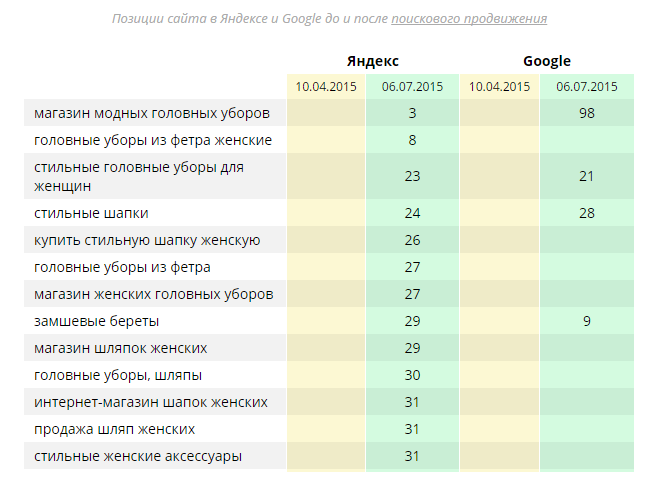 Позиции сайта в Яндексе и Google до и после поискового продвижения
Яндекс Google
10.04.2015 06.07.2015 10.04.2015 06.07.2015
магазин модных головных уборов 3 98
головные уборы из фетра женские 8
стильные головные уборы для
женщин 23 21
стильные шапки 24 28
купить стильную шапку женскую 26
головные уборы из фетра 27
магазин женских головных уборов 27
замшевые береты 29 9
магазин шляпок женских 29
головные уборы, шляпы 30
интернет-магазин шапок женских 31
продажа шляп женских 31
стильные женские аксессуары 31